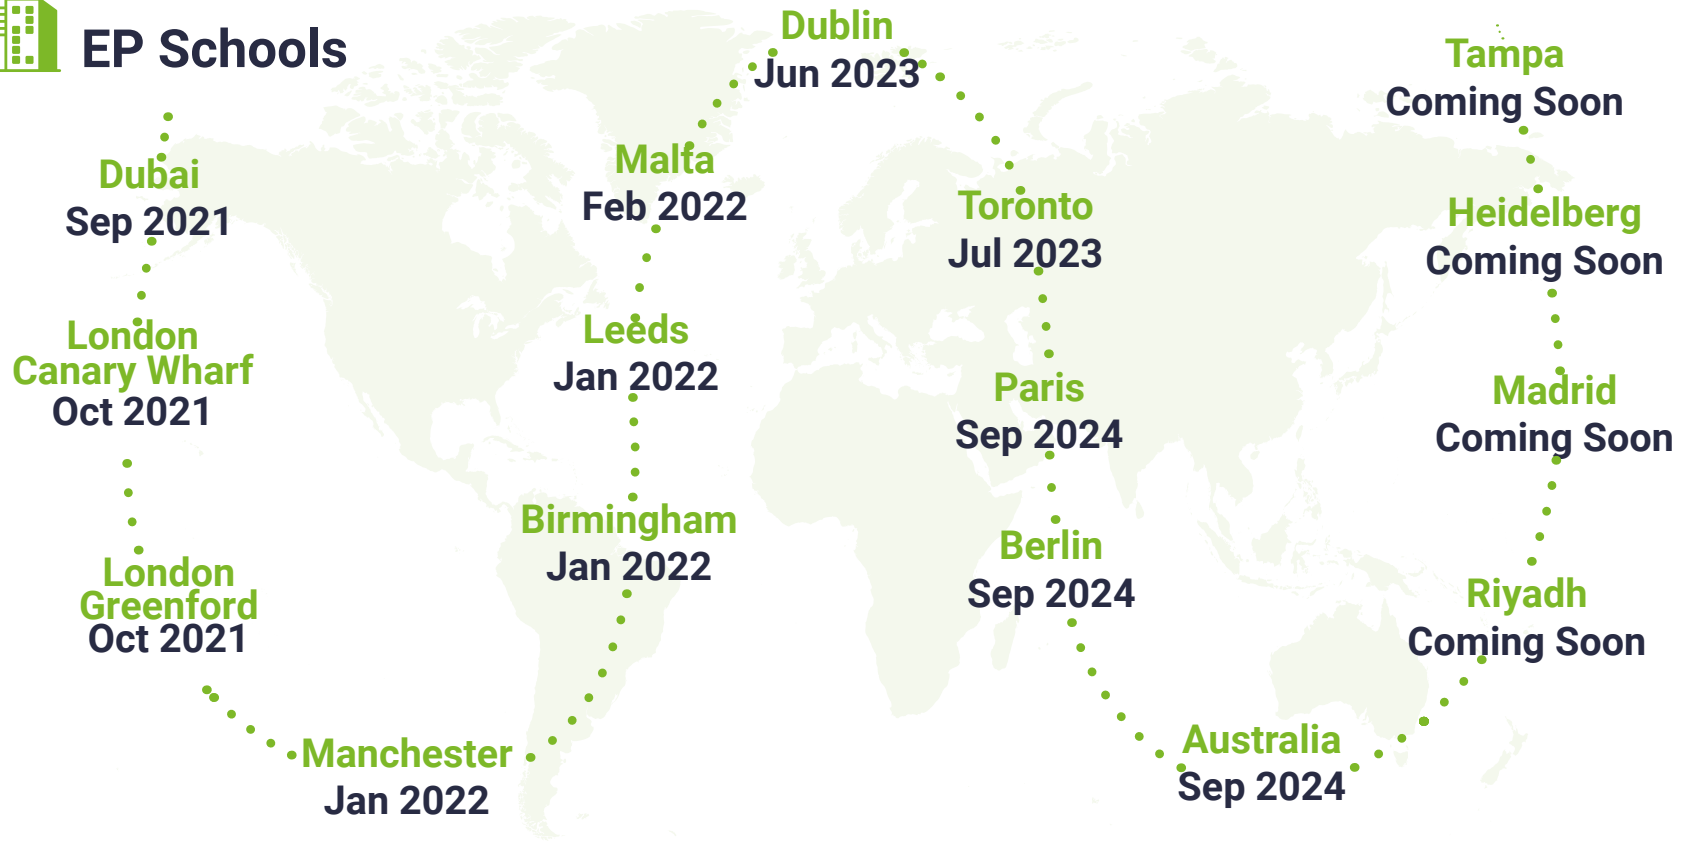 EP Schools
Dubai
Sep 2021
London
Canary Wharf
Oct 2021
London
Greenford
Oct 2021
Manchester
Jan 2022
Birmingham
Jan 2022
Leeds
Jan 2022
Malta
Feb 2022
Dublin
Jun 2023
Toronto
Jul 2023
Paris
Sep 2024
Berlin
Sep 2024
Australia
Sep 2024
Riyadh
Coming Soon
Madrid
Coming Soon
Heidelberg
Coming Soon
Tampa
Coming Soon